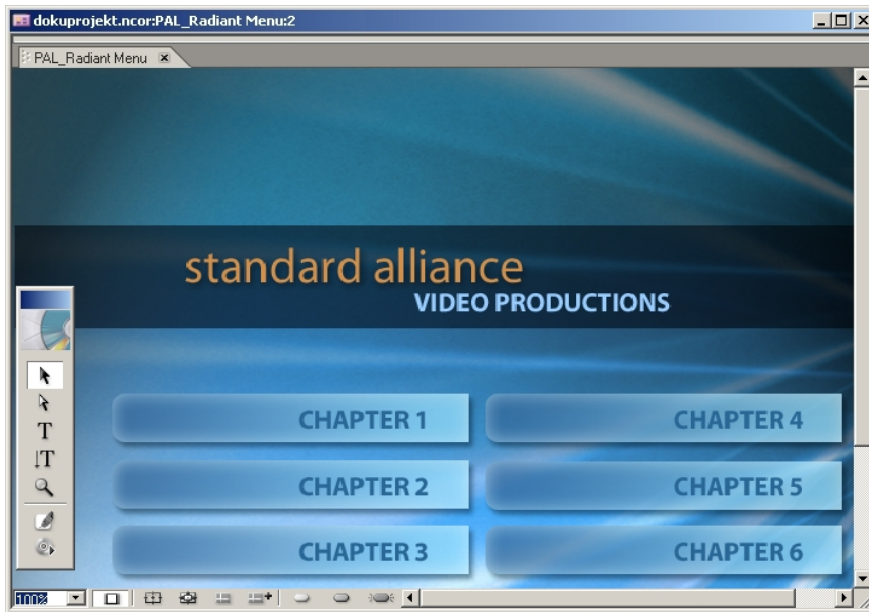 dokuprojekt.ncor:PAL_Radiant Menu:2
PAL_Radiant Menu
standard alliance
VIDEO PRODUCTIONS
T
IT
CHAPTER 1
CHAPTER 4
CHAPTER 2
CHAPTER 5
CHAPTER 3
CHAPTER 6
100%